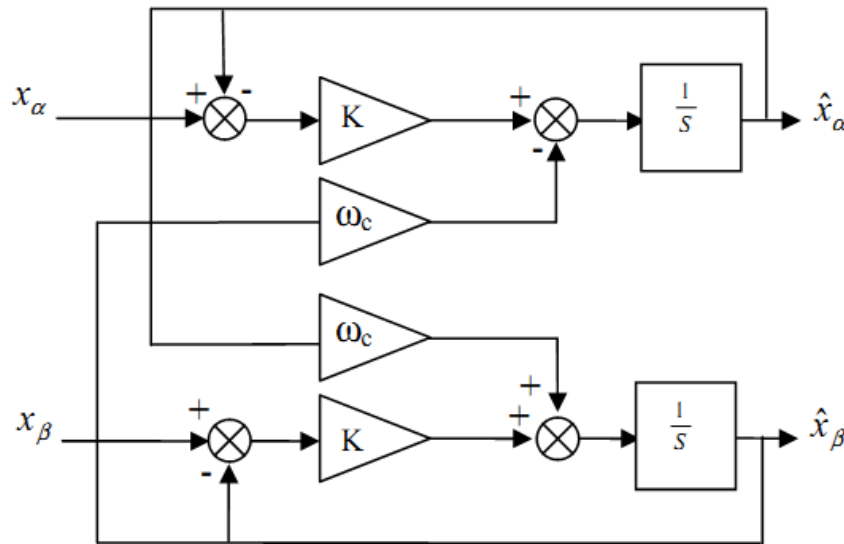 x_α + - K + - 1/S x̂_α
ω_c
ω_c
x_β + - K + + 1/S x̂_β